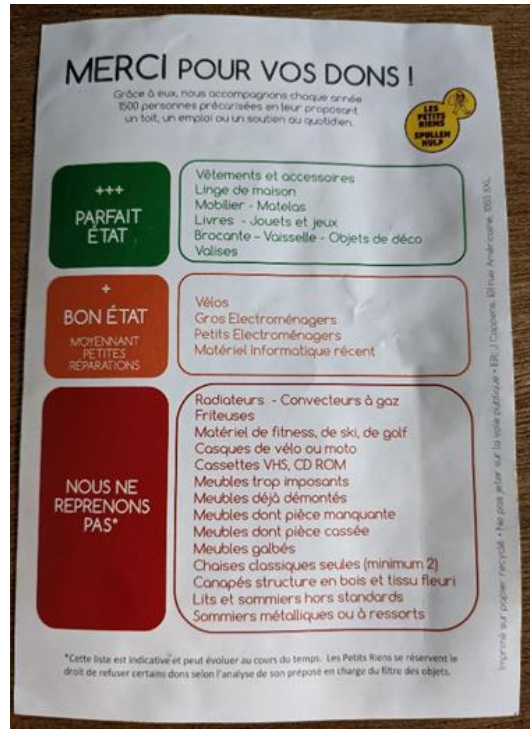 MERCI POUR VOS DONS !
Grâce à eux, nous accompagnons chaque année
1500 personnes précarisées en leur proposant
un toit, un emploi ou un soutien au quotidien.
LES
PETITS
RIENS
SPULLEN
HULP
+++
PARFAIT
ÉTAT
Vêtements et accessoires
Linge de maison
Mobilier - Matelas
Livres - Jouets et jeux
Brocante – Vaisselle - Objets de déco
Valises
+
BON ÉTAT
MOYENNANT
PETITES
RÉPARATIONS
Vélos
Gros Electroménagers
Petits Electroménagers
Matériel Informatique récent
NOUS NE
REPRENONS
PAS*
Radiateurs - Convecteurs à gaz
Friteuses
Matériel de fitness, de ski, de golf
Casques de vélo ou moto
Cassettes VHS, CD ROM
Meubles trop imposants
Meubles déjà démontés
Meubles dont pièce manquante
Meubles dont pièce cassée
Meubles galbés
Chaises classiques seules (minimum 2)
Canapés structure en bois et tissu fleuri
Lits et sommiers hors standards
Sommiers métalliques ou à ressorts
*Cette liste est indicative et peut évoluer au cours du temps. Les Petits Riens se réservent le
droit de refuser certains dons selon l'analyse de son préposé en charge du filtre des objets.
Imprimé sur papier recyclé • Ne pas jeter sur la voie publique • ER: J Coppens, 101 rue Américaine, 1050 BXL